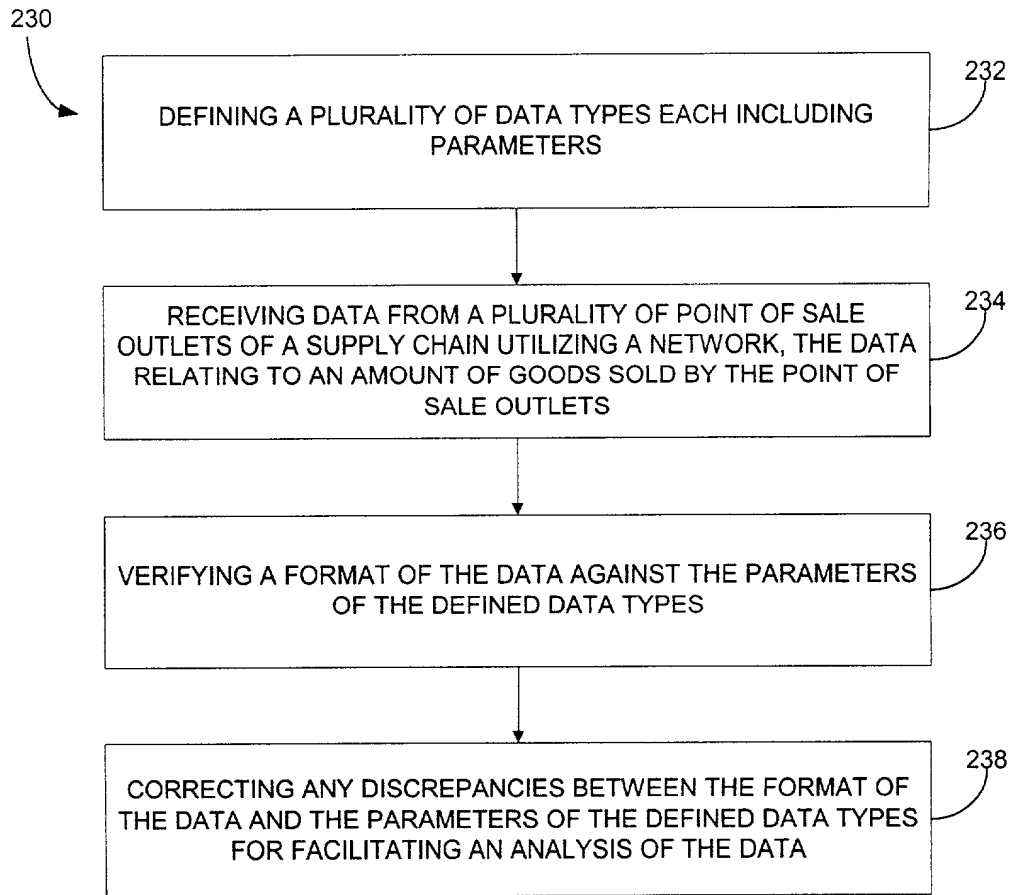 230
232
DEFINING A PLURALITY OF DATA TYPES EACH INCLUDING
PARAMETERS
234
RECEIVING DATA FROM A PLURALITY OF POINT OF SALE
OUTLETS OF A SUPPLY CHAIN UTILIZING A NETWORK, THE DATA
RELATING TO AN AMOUNT OF GOODS SOLD BY THE POINT OF
SALE OUTLETS
236
VERIFYING A FORMAT OF THE DATA AGAINST THE PARAMETERS
OF THE DEFINED DATA TYPES
238
CORRECTING ANY DISCREPANCIES BETWEEN THE FORMAT OF
THE DATA AND THE PARAMETERS OF THE DEFINED DATA TYPES
FOR FACILITATING AN ANALYSIS OF THE DATA